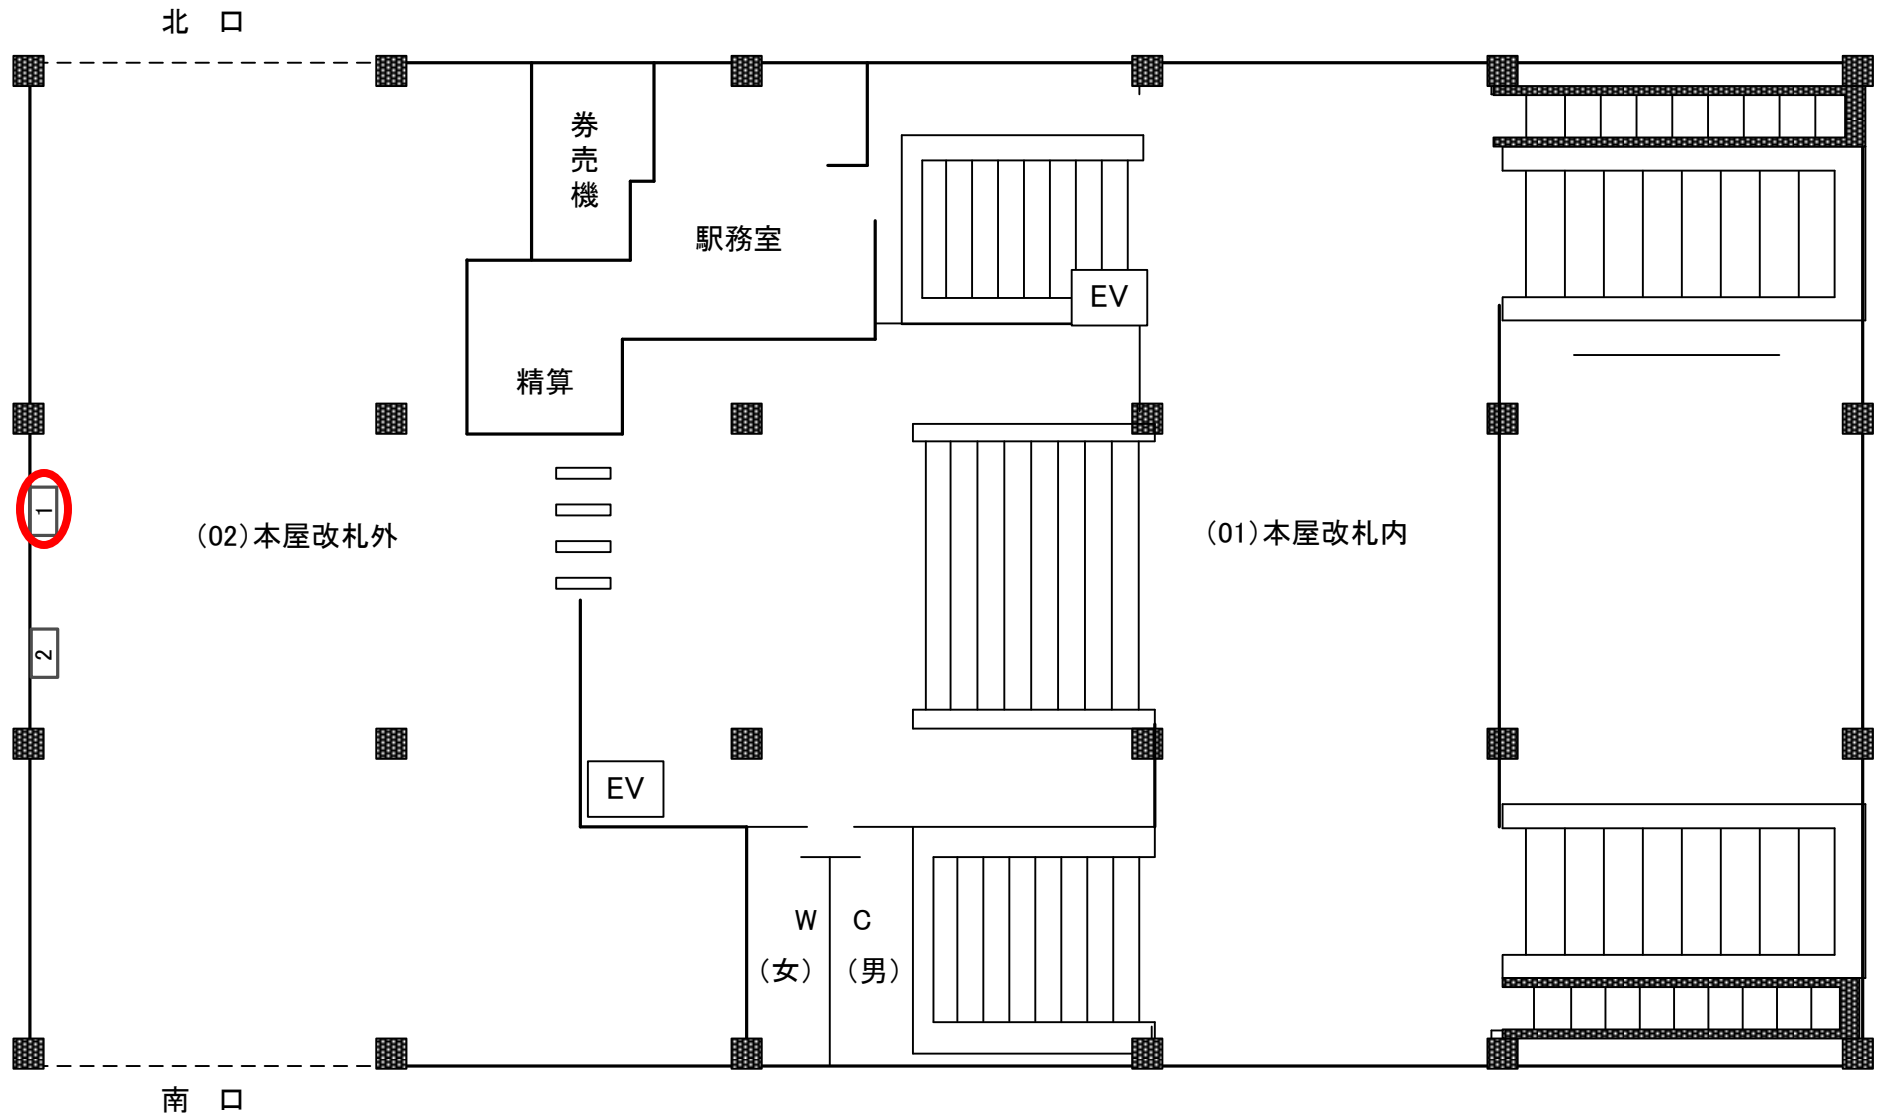 北　口
券売機
駅務室
EV
精算
1
(02)本屋改札外
(01)本屋改札内
2
EV
W C
(女) (男)
南　口